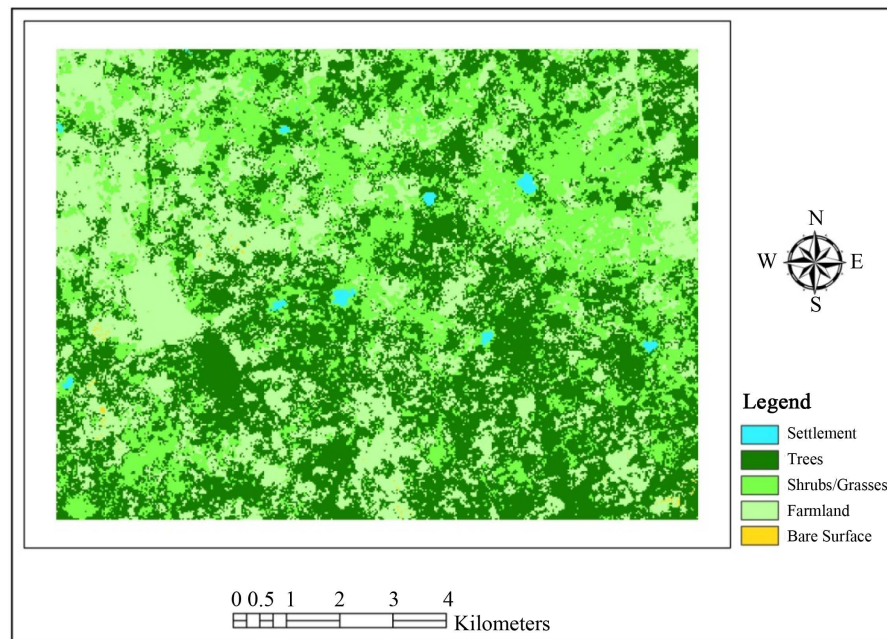 N
W E
S
Legend
Settlement
Trees
Shrubs/Grasses
Farmland
Bare Surface
0 0.5 1 2 3 4
Kilometers